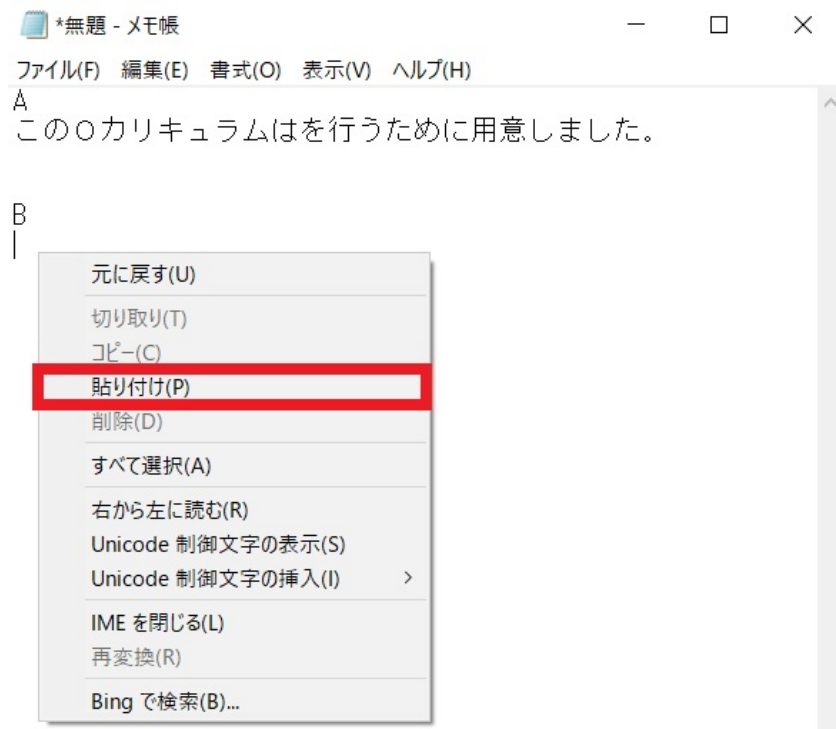 *無題 - メモ帳
ファイル(F) 編集(E) 書式(O) 表示(V) ヘルプ(H)
A
この○カリキュラムはを行うために用意しました。
B
元に戻す(U)
切り取り(T)
コピー(C)
貼り付け(P)
削除(D)
すべて選択(A)
右から左に読む(R)
Unicode 制御文字の表示(S)
Unicode 制御文字の挿入(I)
IME を閉じる(L)
再変換(R)
Bing で検索(B)...